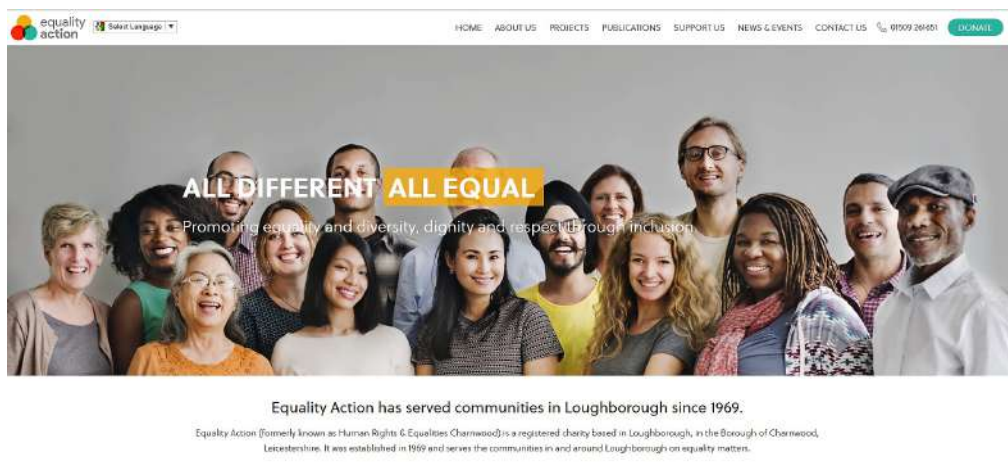 equality
action
Select Language ▼
HOME ABOUT US PROJECTS PUBLICATIONS SUPPORT US NEWS & EVENTS CONTACT US 01509 261651 DONATE
ALL DIFFERENT ALL EQUAL
Promoting equality and diversity, dignity and respect through inclusion
Equality Action has served communities in Loughborough since 1969.
Equality Action (formerly known as Human Rights & Equalities Charnwood) is a registered charity based in Loughborough, in the Borough of Charnwood,
Leicestershire. It was established in 1969 and serves the communities in and around Loughborough on equality matters.